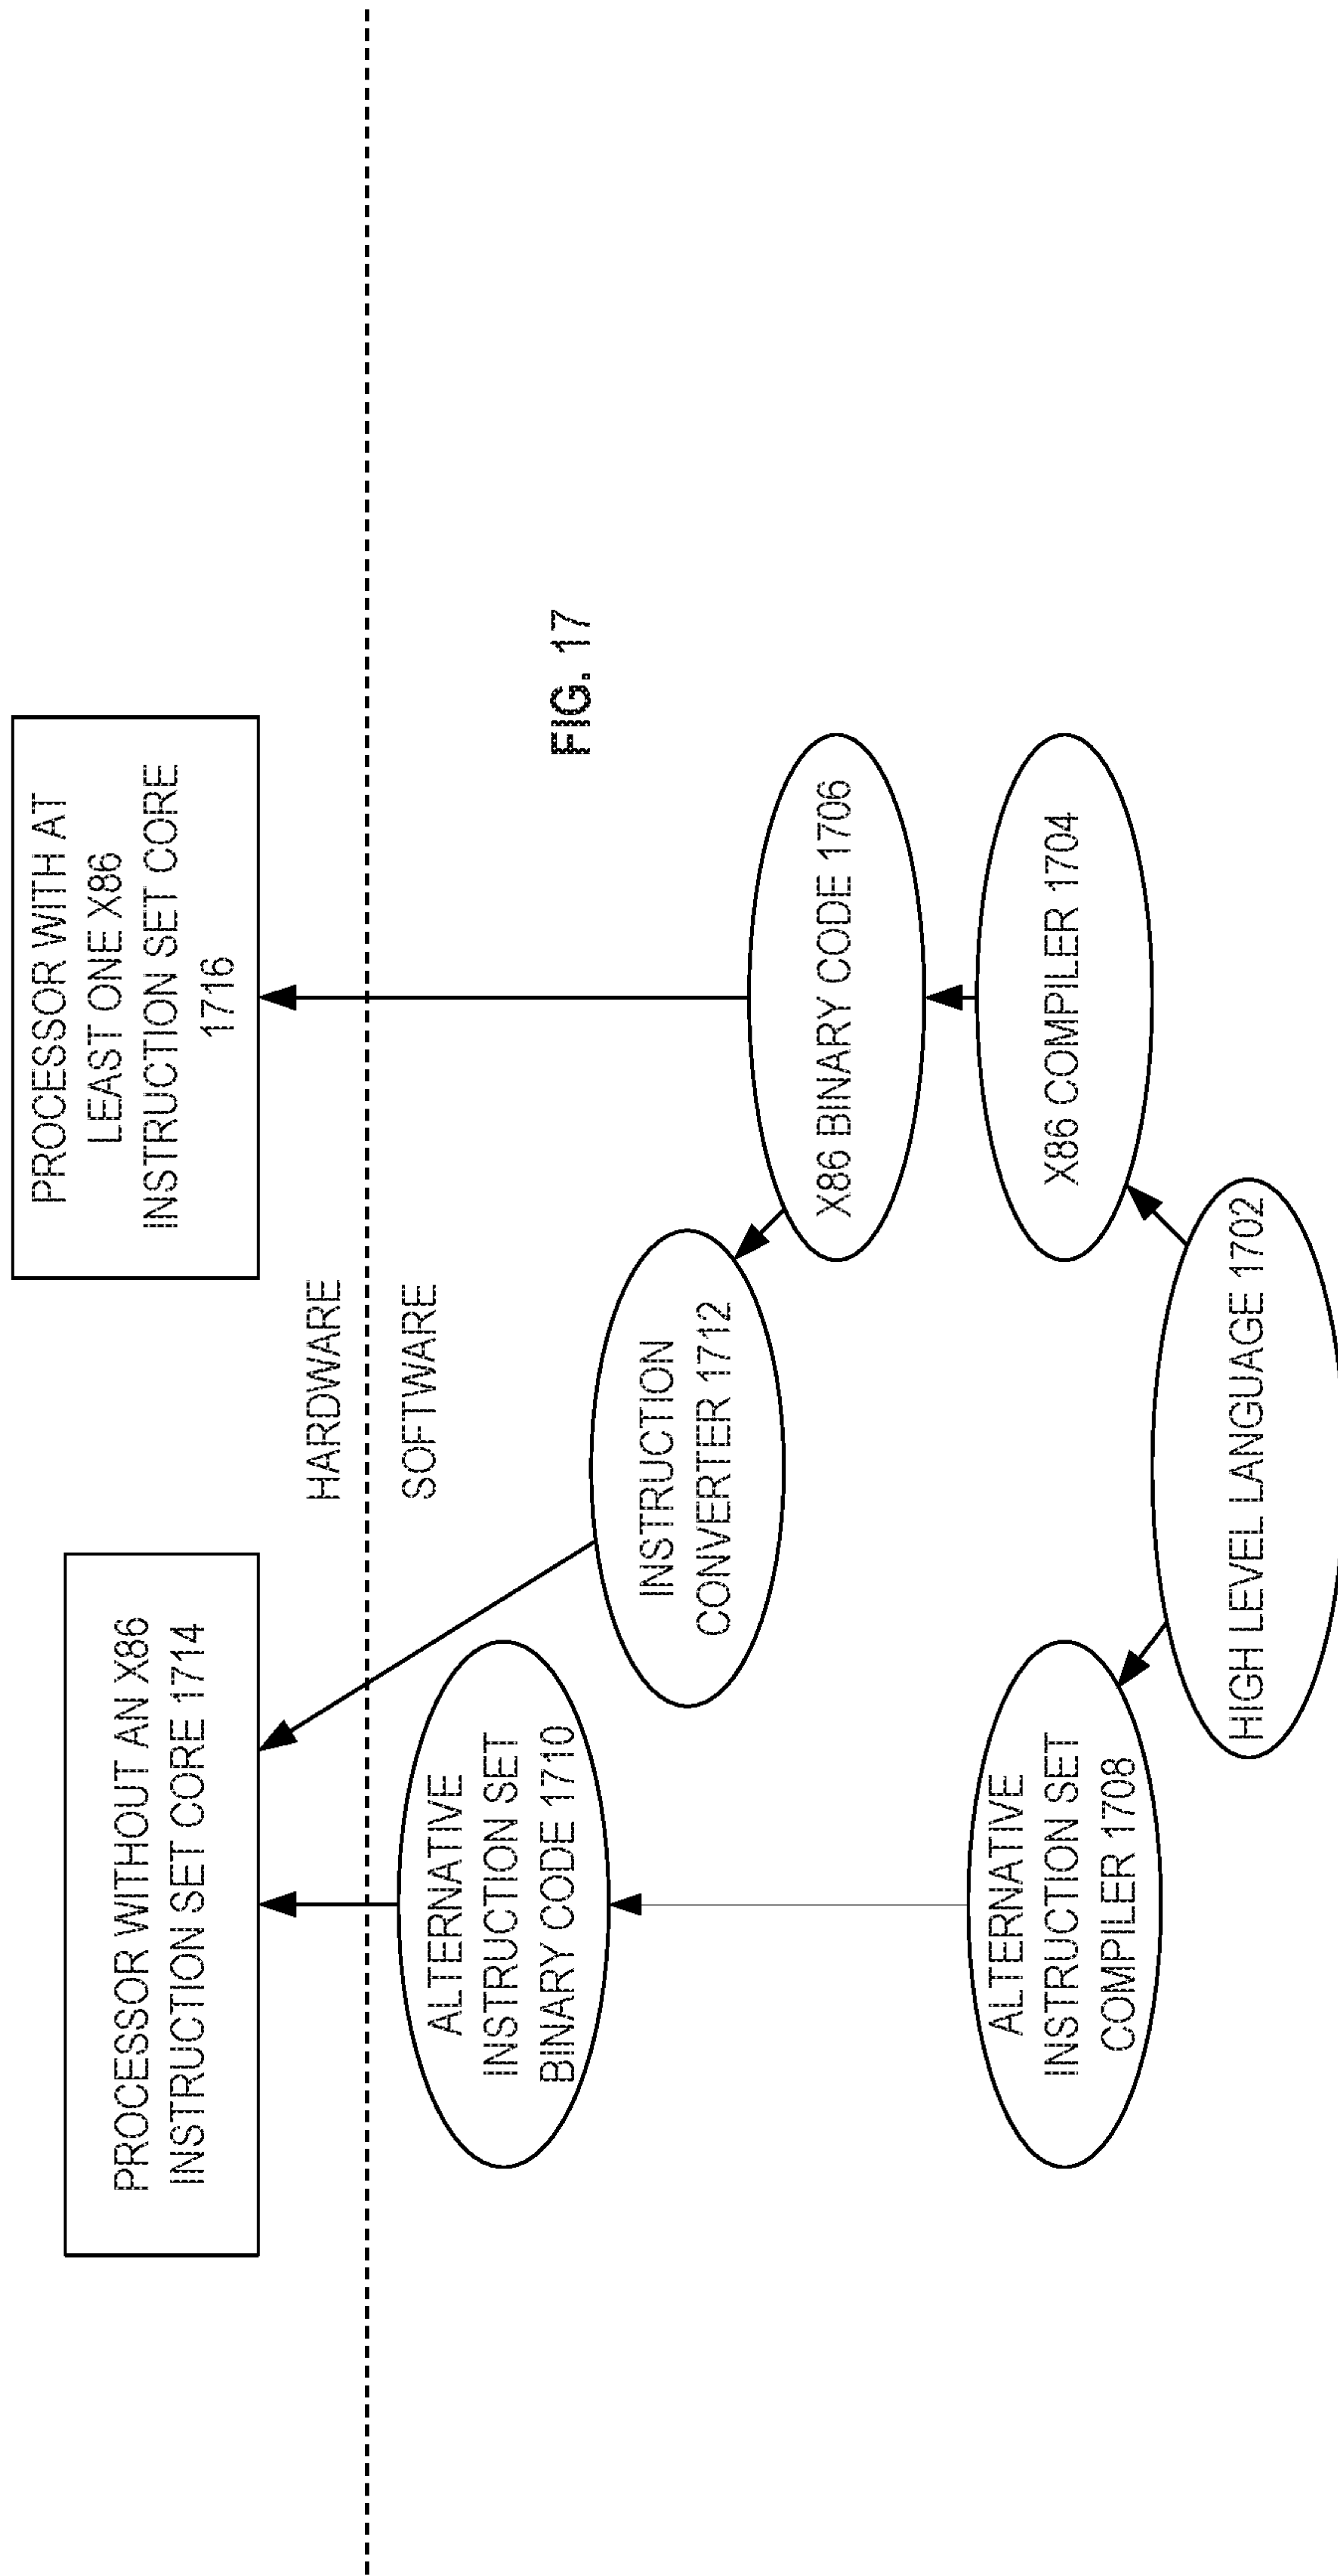 PROCESSOR WITHOUT AN X86
INSTRUCTION SET CORE 1714
PROCESSOR WITH AT
LEAST ONE X86
INSTRUCTION SET CORE
1716
HARDWARE
SOFTWARE
ALTERNATIVE
INSTRUCTION SET
BINARY CODE 1710
INSTRUCTION
CONVERTER 1712
FIG. 17
X86 BINARY CODE 1706
ALTERNATIVE
INSTRUCTION SET
COMPILER 1708
X86 COMPILER 1704
HIGH LEVEL LANGUAGE 1702